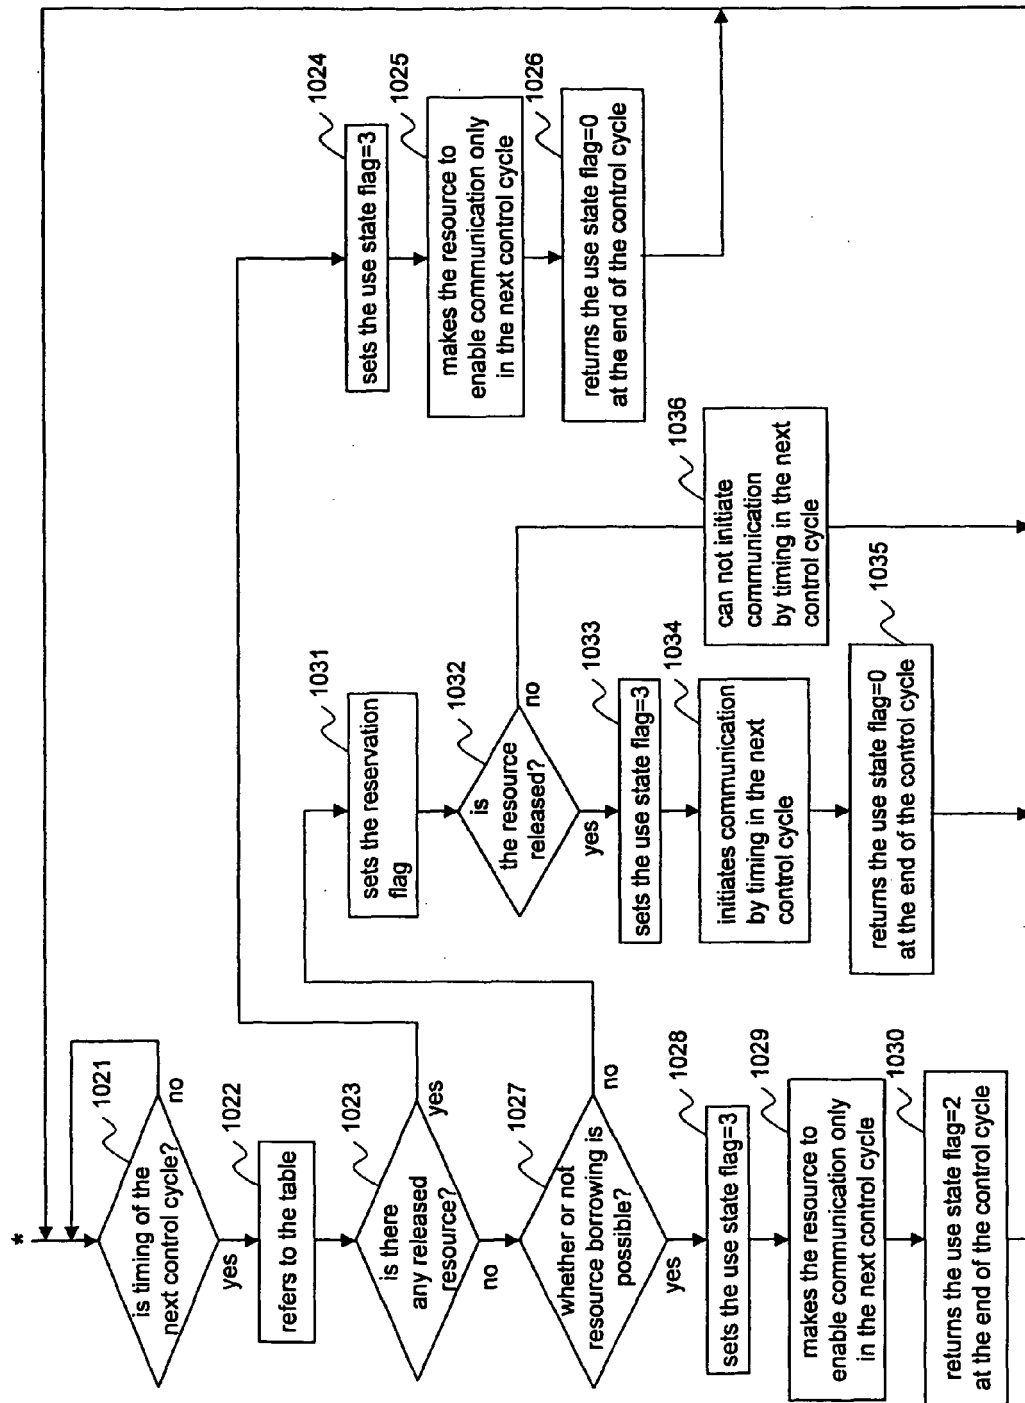 *
is timing of the
next control cycle?
1021
no
yes
refers to the table
1022
is there
any released
resource?
1023
yes
no
whether or not
resource borrowing is
possible?
1027
no
yes
sets the use state flag=3
1028
makes the resource to
enable communication only
in the next control cycle
1029
returns the use state flag=2
at the end of the control cycle
1030
sets the reservation
flag
1031
is
the resource
released?
1032
no
yes
sets the use state flag=3
1033
initiates communication
by timing in the next
control cycle
1034
returns the use state flag=0
at the end of the control cycle
1035
can not initiate
communication
by timing in the next
control cycle
1036
sets the use state flag=3
1024
makes the resource to
enable communication only
in the next control cycle
1025
returns the use state flag=0
at the end of the control cycle
1026